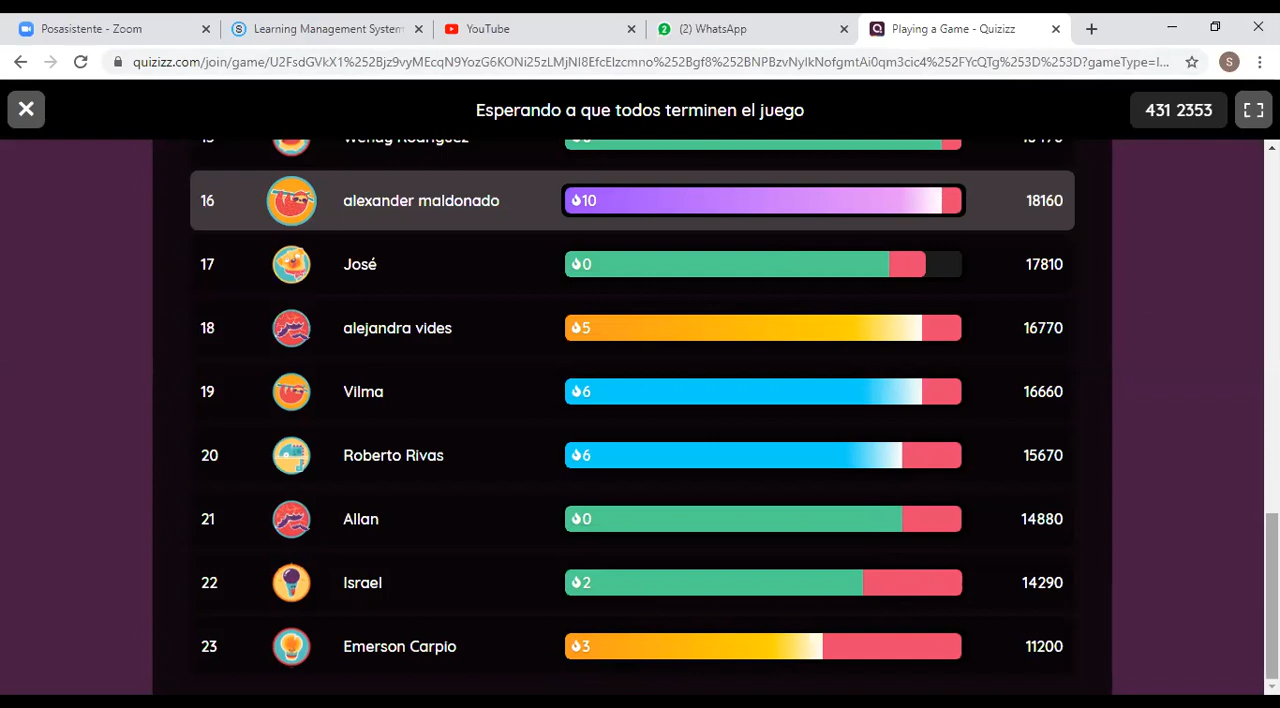 Posasistente - Zoom
Learning Management System
YouTube
(2) WhatsApp
Playing a Game - Quizizz
quizizz.com/join/game/U2FsdGVkX1%252Bjz9vyMEcqN9YozG6KONi25zLMjNI8EfcElzcmno%252Bgf8%252BNPBzvNyIkNofgmtAi0qm3cic4%252FYcQTg%253D%253D?gameType=l...
S
Esperando a que todos terminen el juego
431 2353
16 alexander maldonado 10 18160
17 José 0 17810
18 alejandra vides 5 16770
19 Vilma 6 16660
20 Roberto Rivas 6 15670
21 Allan 0 14880
22 Israel 2 14290
23 Emerson Carpio 3 11200